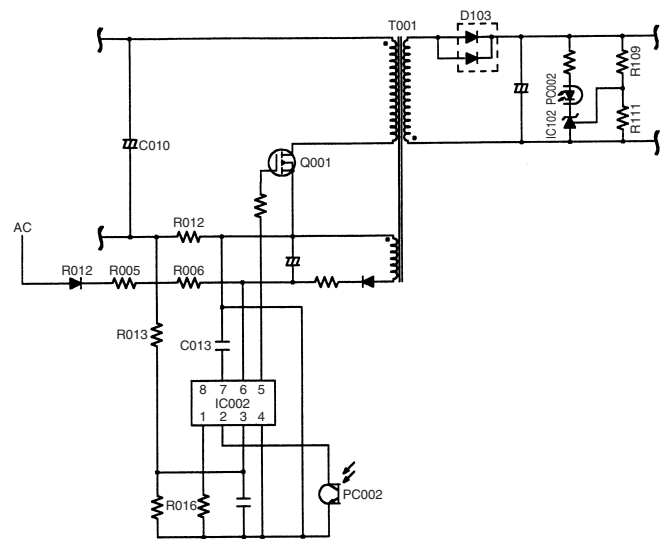 T001
D103
C010
Q001
R109
IC102 PC002
R111
R012
AC
R012
R005
R006
R013
C013
8 7 6 5
IC002
1 2 3 4
R016
PC002